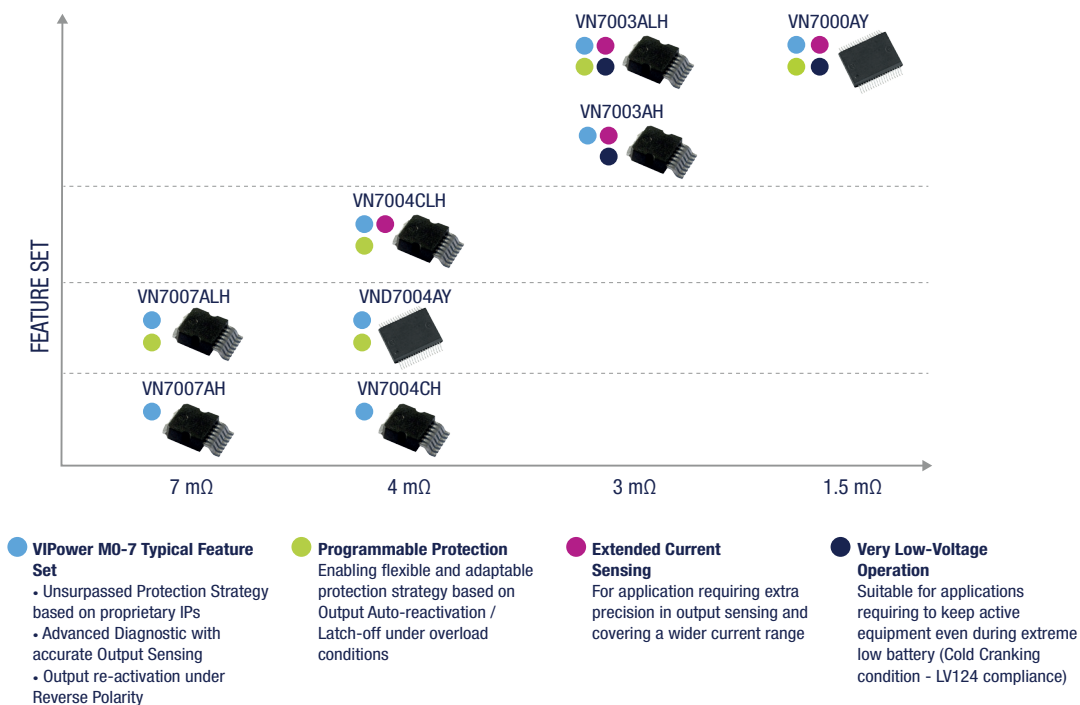 VN7003ALH
VN7000AY
VN7003AH
VN7004CLH
VN7007ALH
VND7004AY
VN7007AH
VN7004CH
FEATURE SET
7 mΩ
4 mΩ
3 mΩ
1.5 mΩ
VIPower M0-7 Typical Feature
Set
• Unsurpassed Protection Strategy
based on proprietary IPs
• Advanced Diagnostic with
accurate Output Sensing
• Output re-activation under
Reverse Polarity
Programmable Protection
Enabling flexible and adaptable
protection strategy based on
Output Auto-reactivation /
Latch-off under overload
conditions
Extended Current
Sensing
For application requiring extra
precision in output sensing and
covering a wider current range
Very Low-Voltage
Operation
Suitable for applications
requiring to keep active
equipment even during extreme
low battery (Cold Cranking
condition - LV124 compliance)